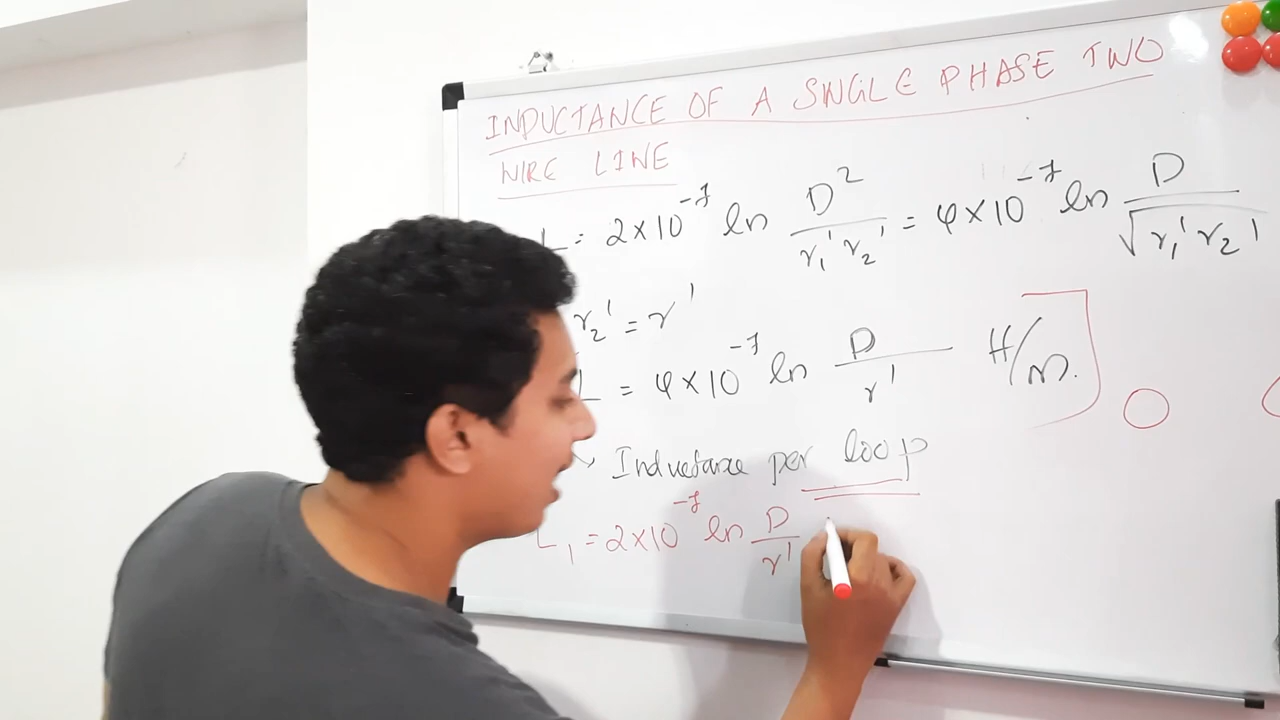 INDUCTANCE OF A SINGLE PHASE TWO
WIRE LINE
L = 2×10⁻⁷ ln D²/(r₁' r₂') = 4×10⁻⁷ ln D/√(r₁' r₂')
r₂' = r'
L = 4×10⁻⁷ ln D/r' H/m.
Inductance per loop
L₁ = 2×10⁻⁷ ln D/r'